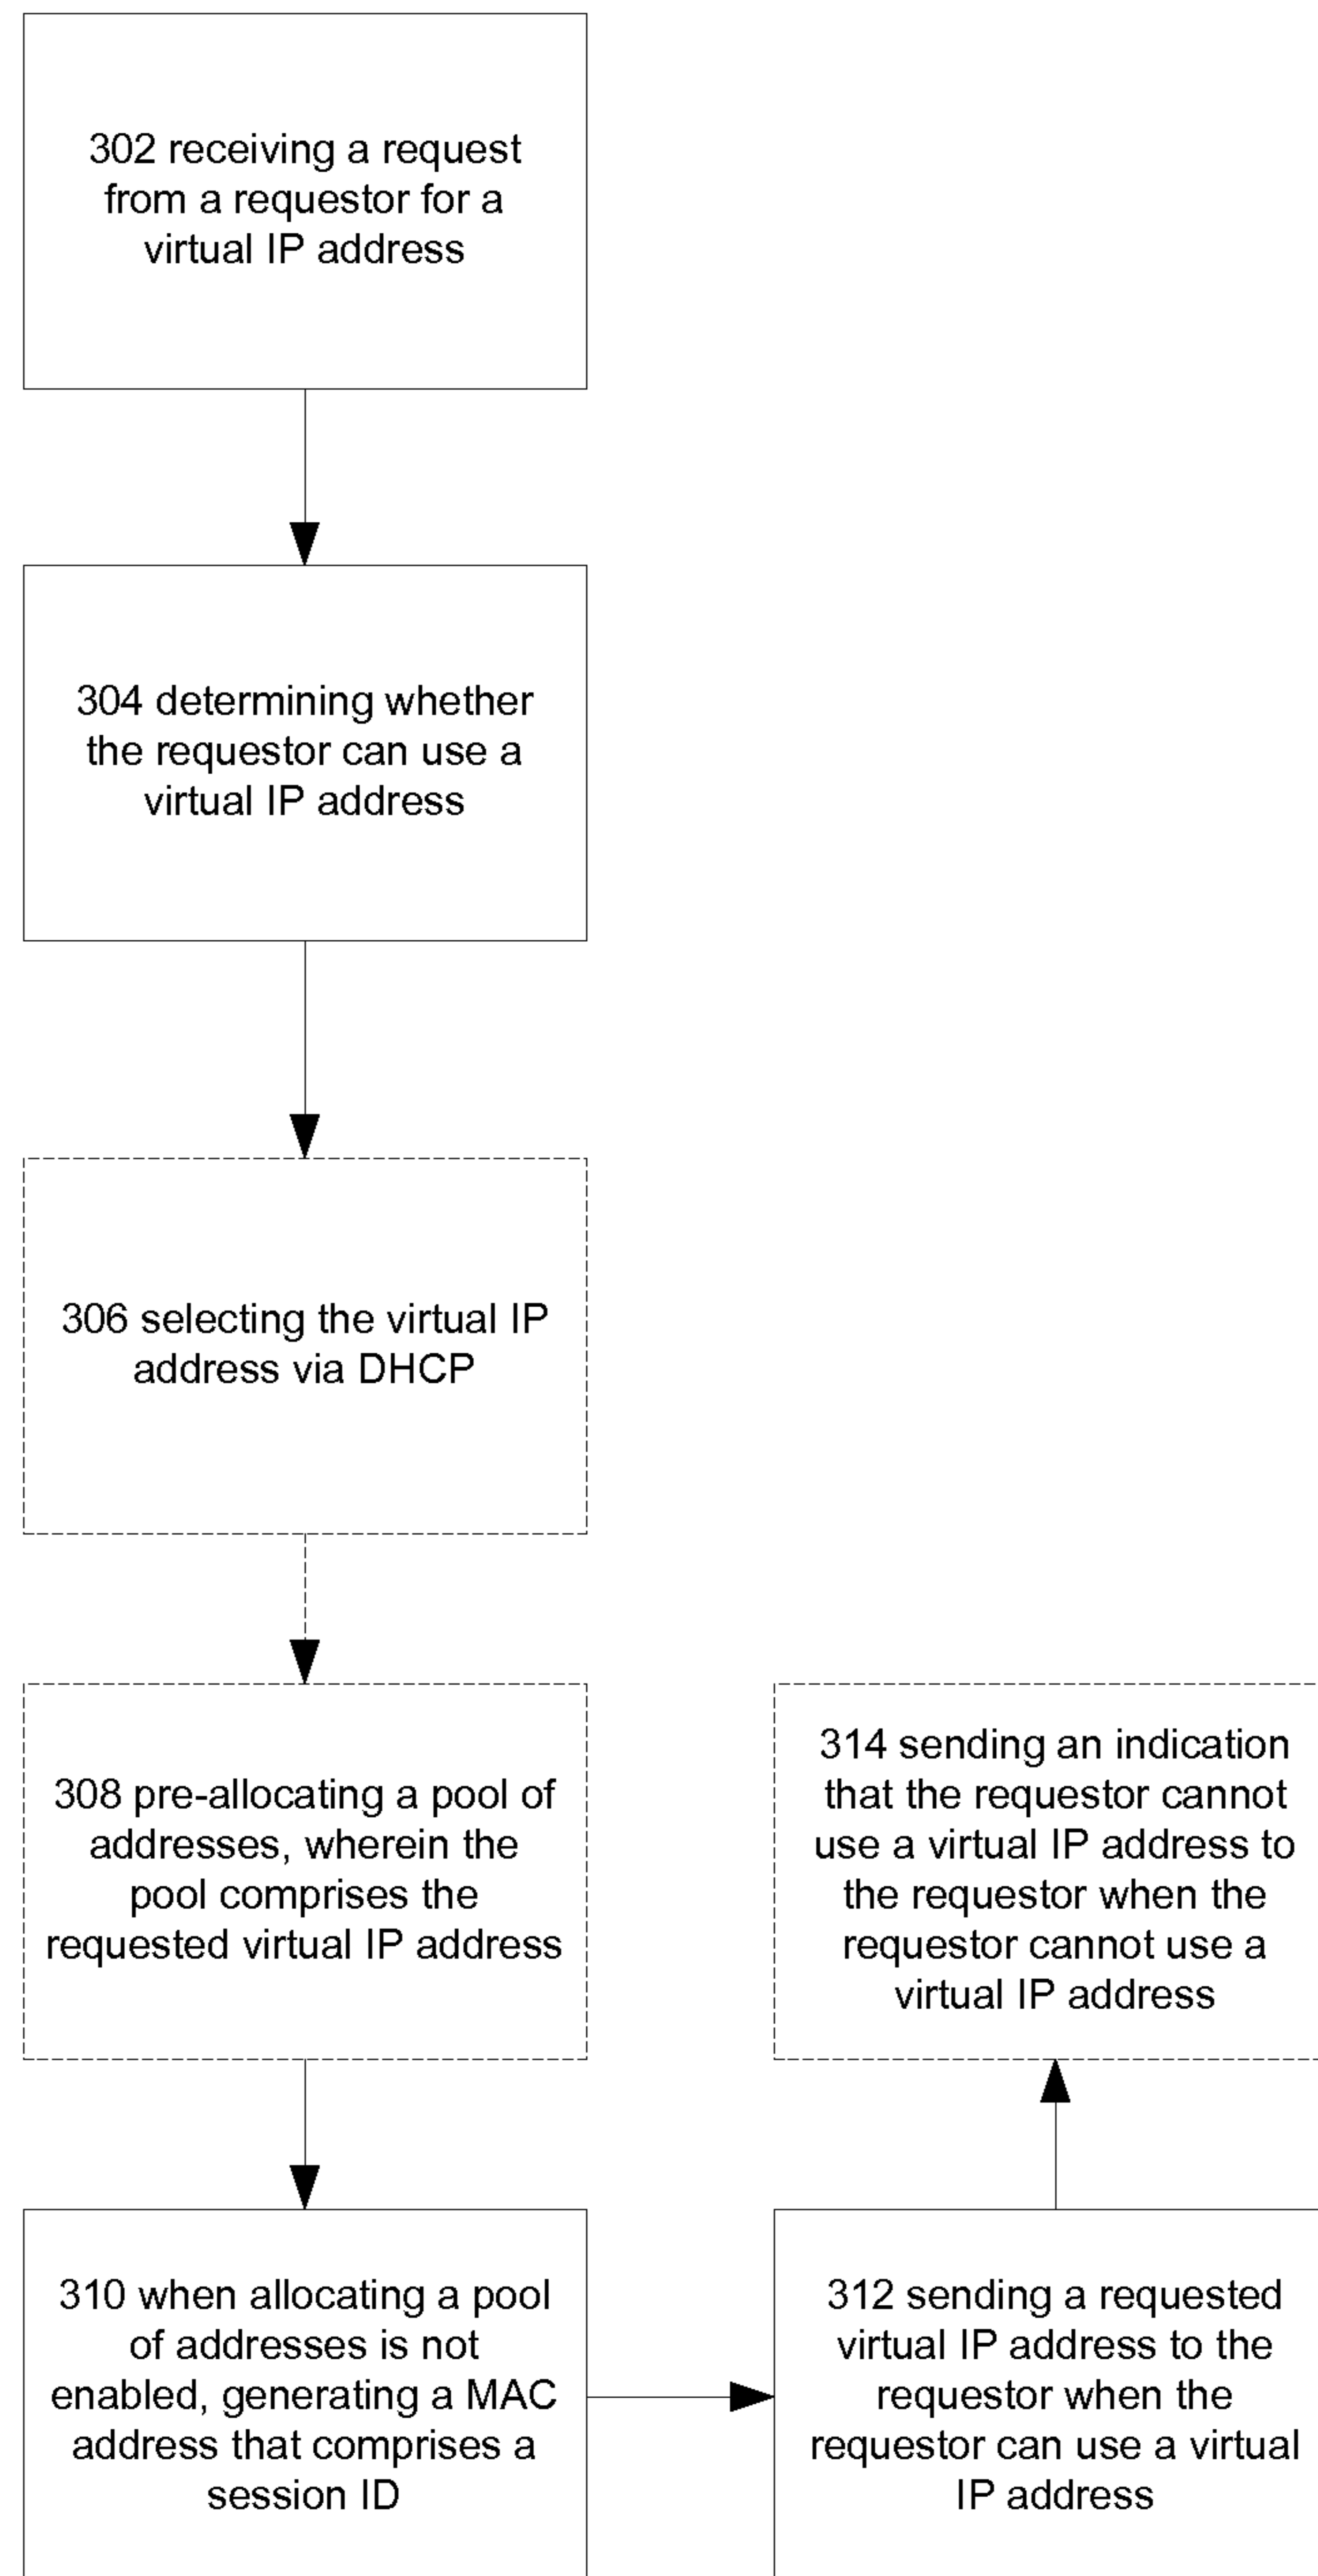 302 receiving a request
from a requestor for a
virtual IP address
304 determining whether
the requestor can use a
virtual IP address
306 selecting the virtual IP
address via DHCP
308 pre-allocating a pool of
addresses, wherein the
pool comprises the
requested virtual IP address
310 when allocating a pool
of addresses is not
enabled, generating a MAC
address that comprises a
session ID
312 sending a requested
virtual IP address to the
requestor when the
requestor can use a virtual
IP address
314 sending an indication
that the requestor cannot
use a virtual IP address to
the requestor when the
requestor cannot use a
virtual IP address